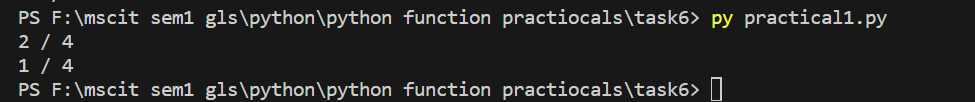 PS F:\mscit sem1 gls\python\python function practiocals\task6> py practical1.py
2 / 4
1 / 4
PS F:\mscit sem1 gls\python\python function practiocals\task6>